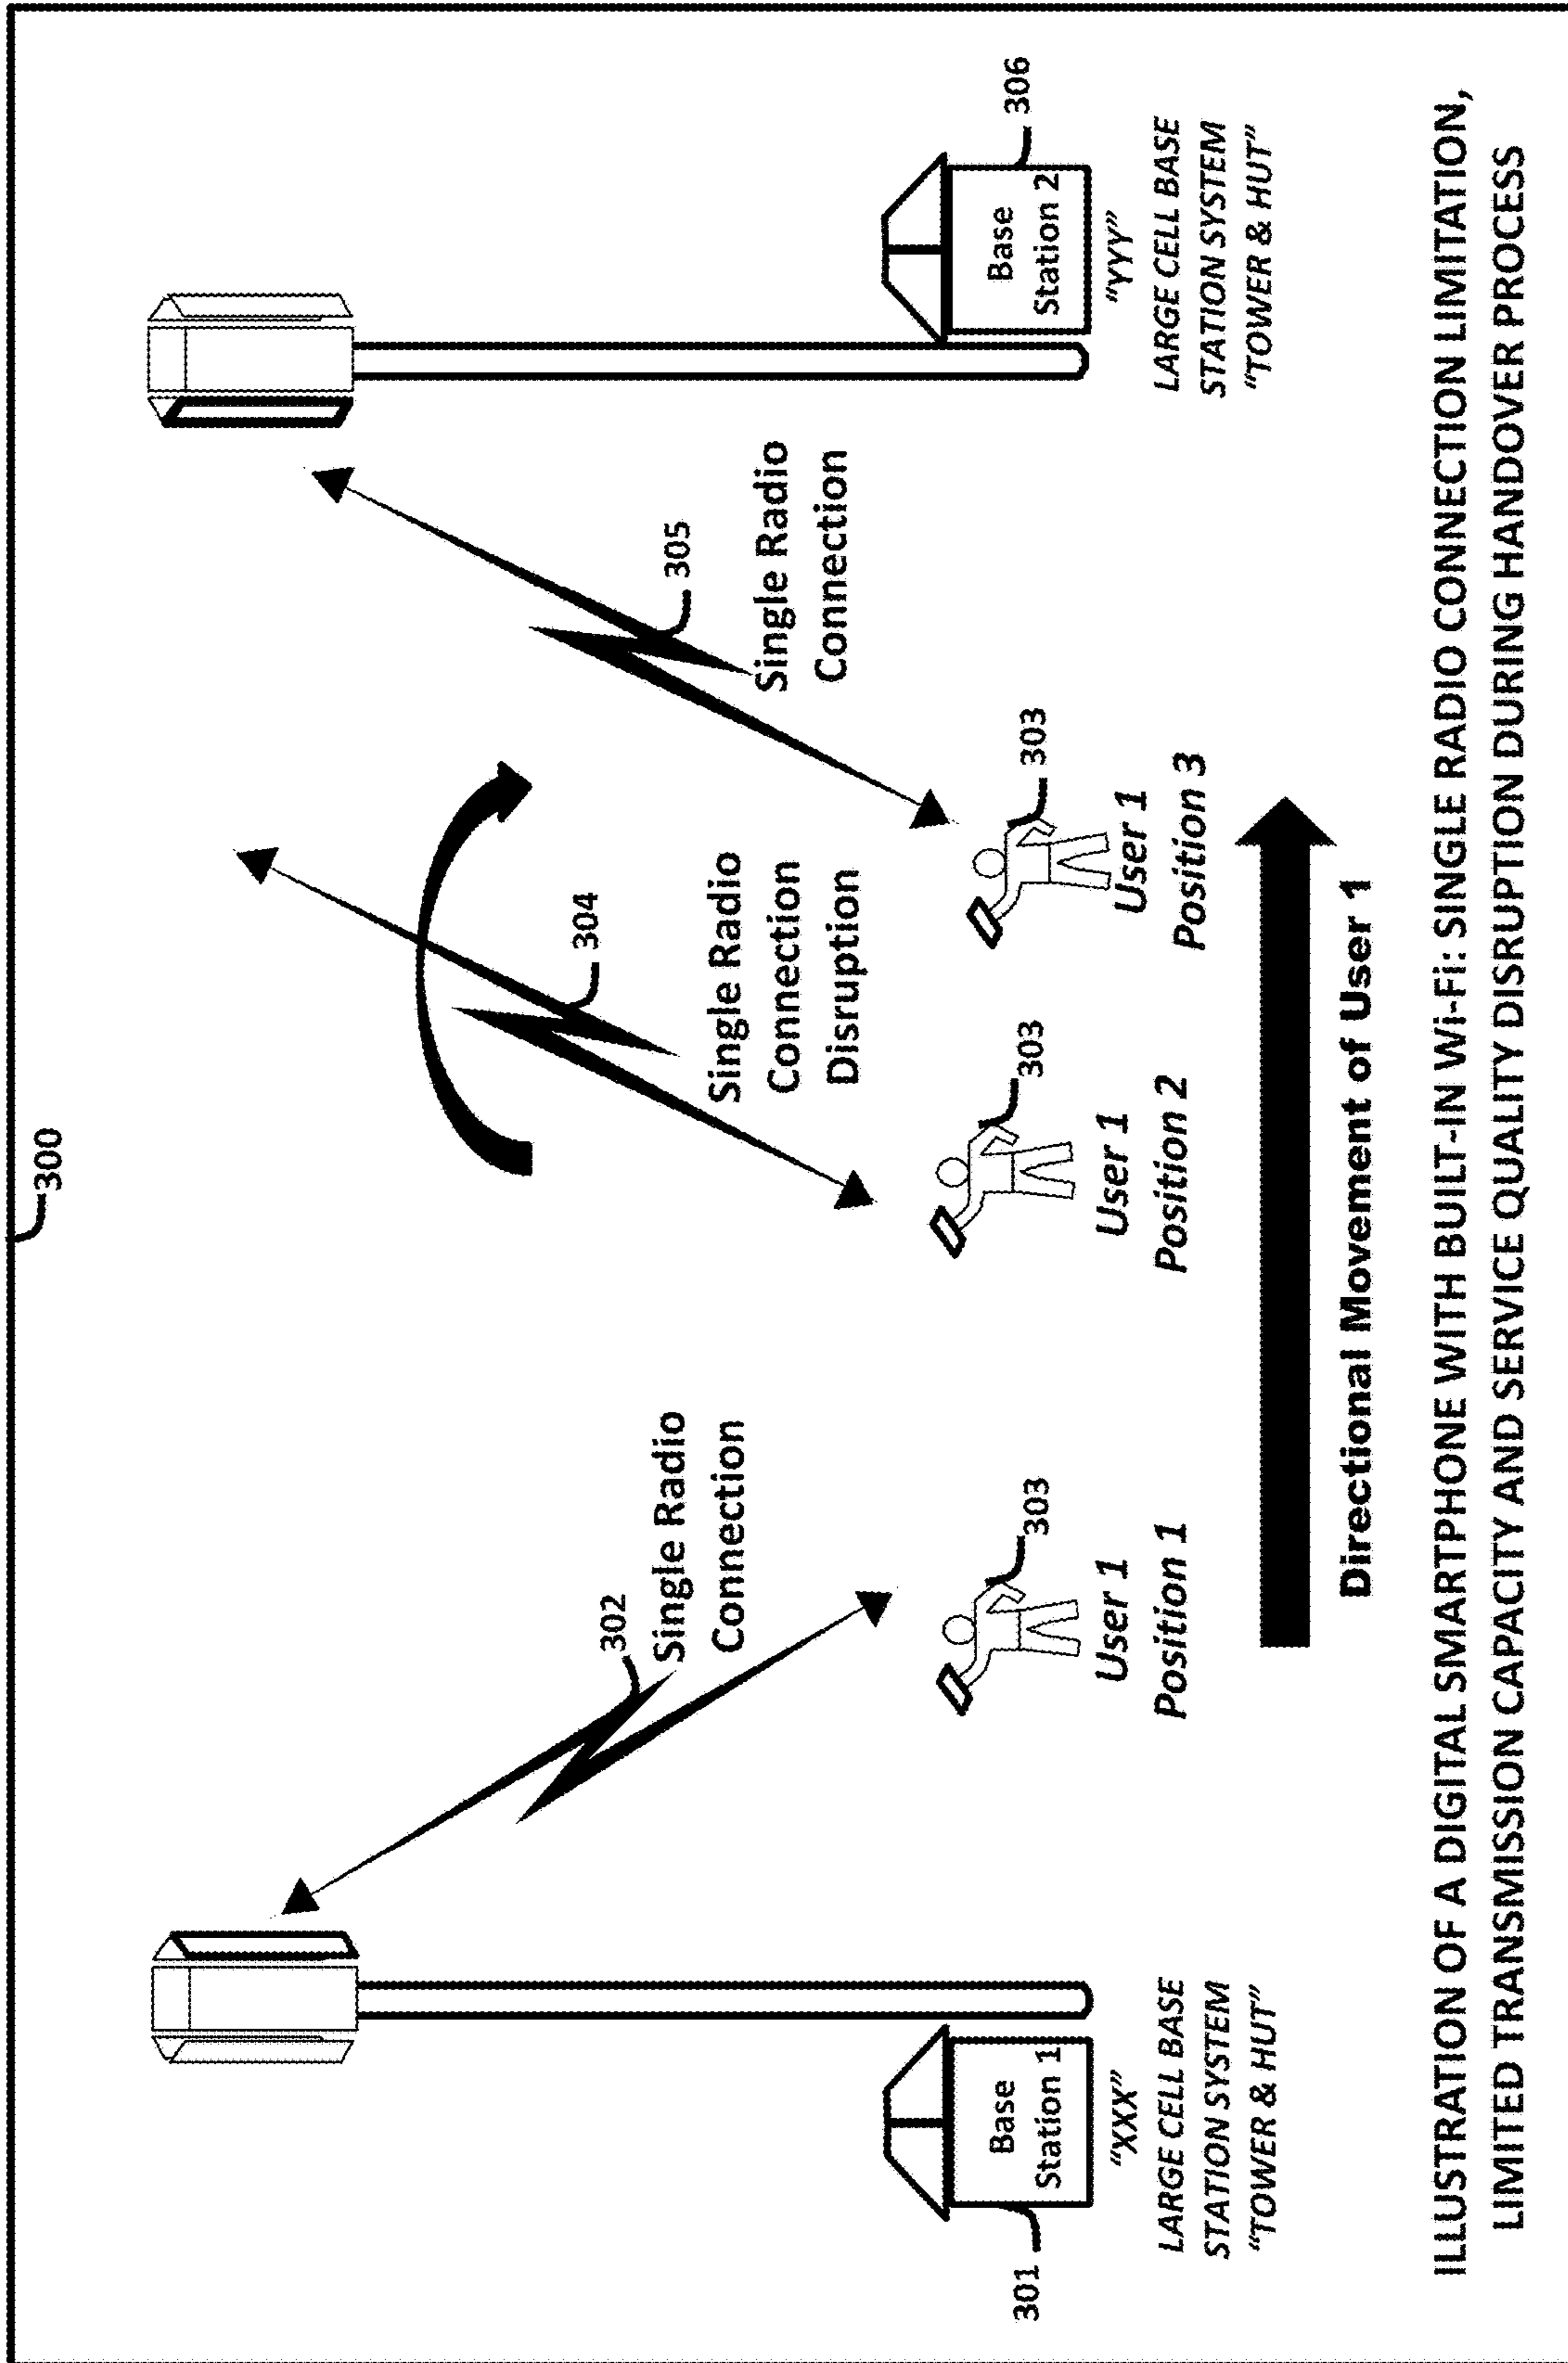 300
302
Single Radio
Connection
304
Single Radio
Connection
Disruption
305
Single Radio
Connection
301
Base
Station 1
"XXX"
LARGE CELL BASE
STATION SYSTEM
"TOWER & HUT"
303
User 1
Position 1
303
User 1
Position 2
303
User 1
Position 3
306
Base
Station 2
"YYY"
LARGE CELL BASE
STATION SYSTEM
"TOWER & HUT"
Directional Movement of User 1
ILLUSTRATION OF A DIGITAL SMARTPHONE WITH BUILT-IN Wi-Fi: SINGLE RADIO CONNECTION LIMITATION,
LIMITED TRANSMISSION CAPACITY AND SERVICE QUALITY DISRUPTION DURING HANDOVER PROCESS